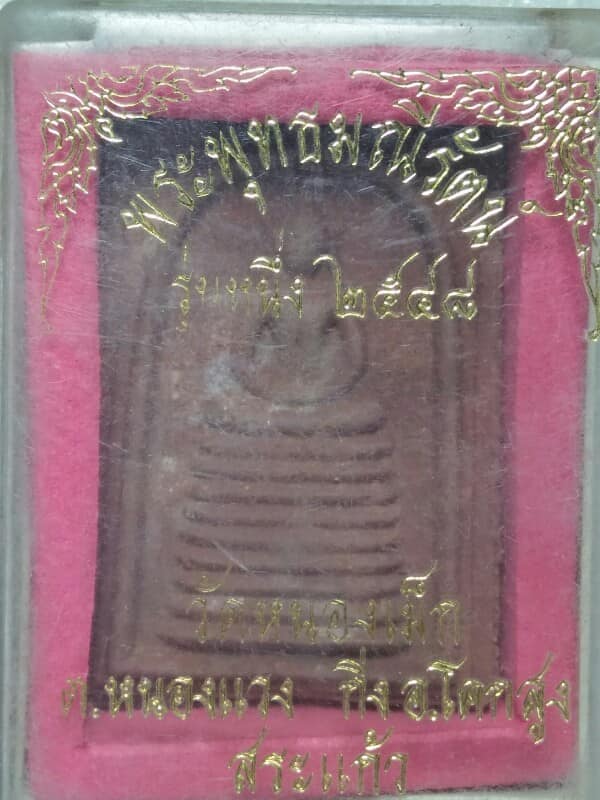 พระพุทธมณีรัตน์
รุ่นหนึ่ง ๒๕๔๘
วัดหนองเม็ก
ต.หนองแวง กิ่งอ.โคกสูง
สระแก้ว